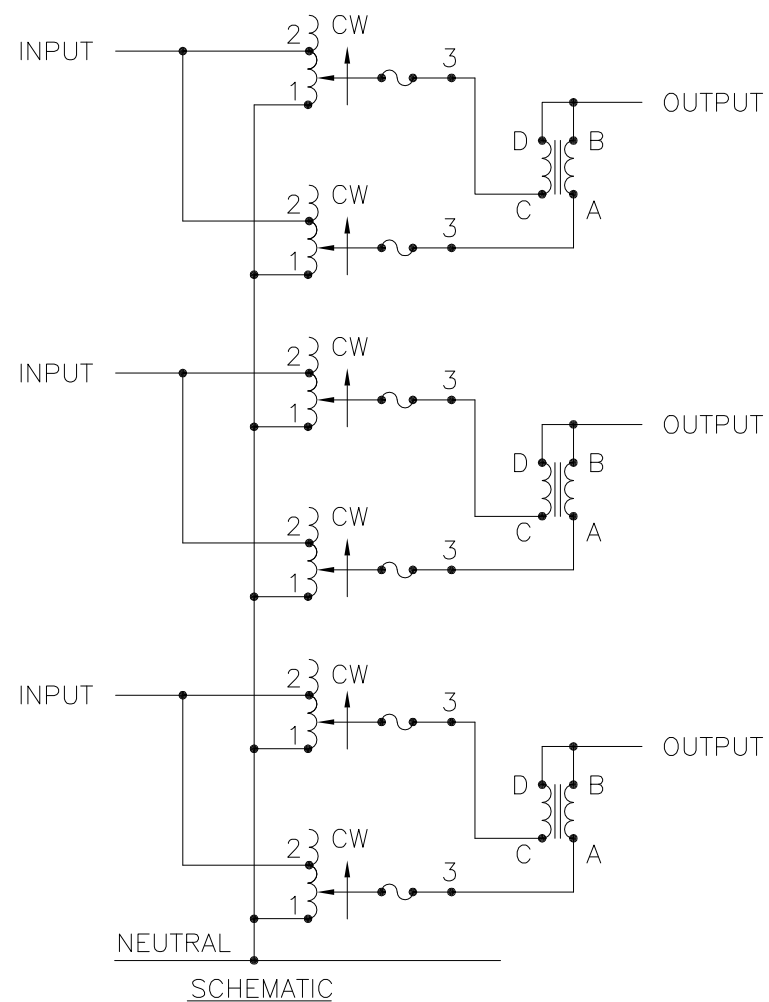 2 CW
INPUT
3
1
OUTPUT
D B
2 CW
C A
3
1
2 CW
INPUT
3
1
OUTPUT
D B
2 CW
C A
3
1
2 CW
INPUT
3
1
OUTPUT
D B
2 CW
C A
3
1
NEUTRAL
SCHEMATIC